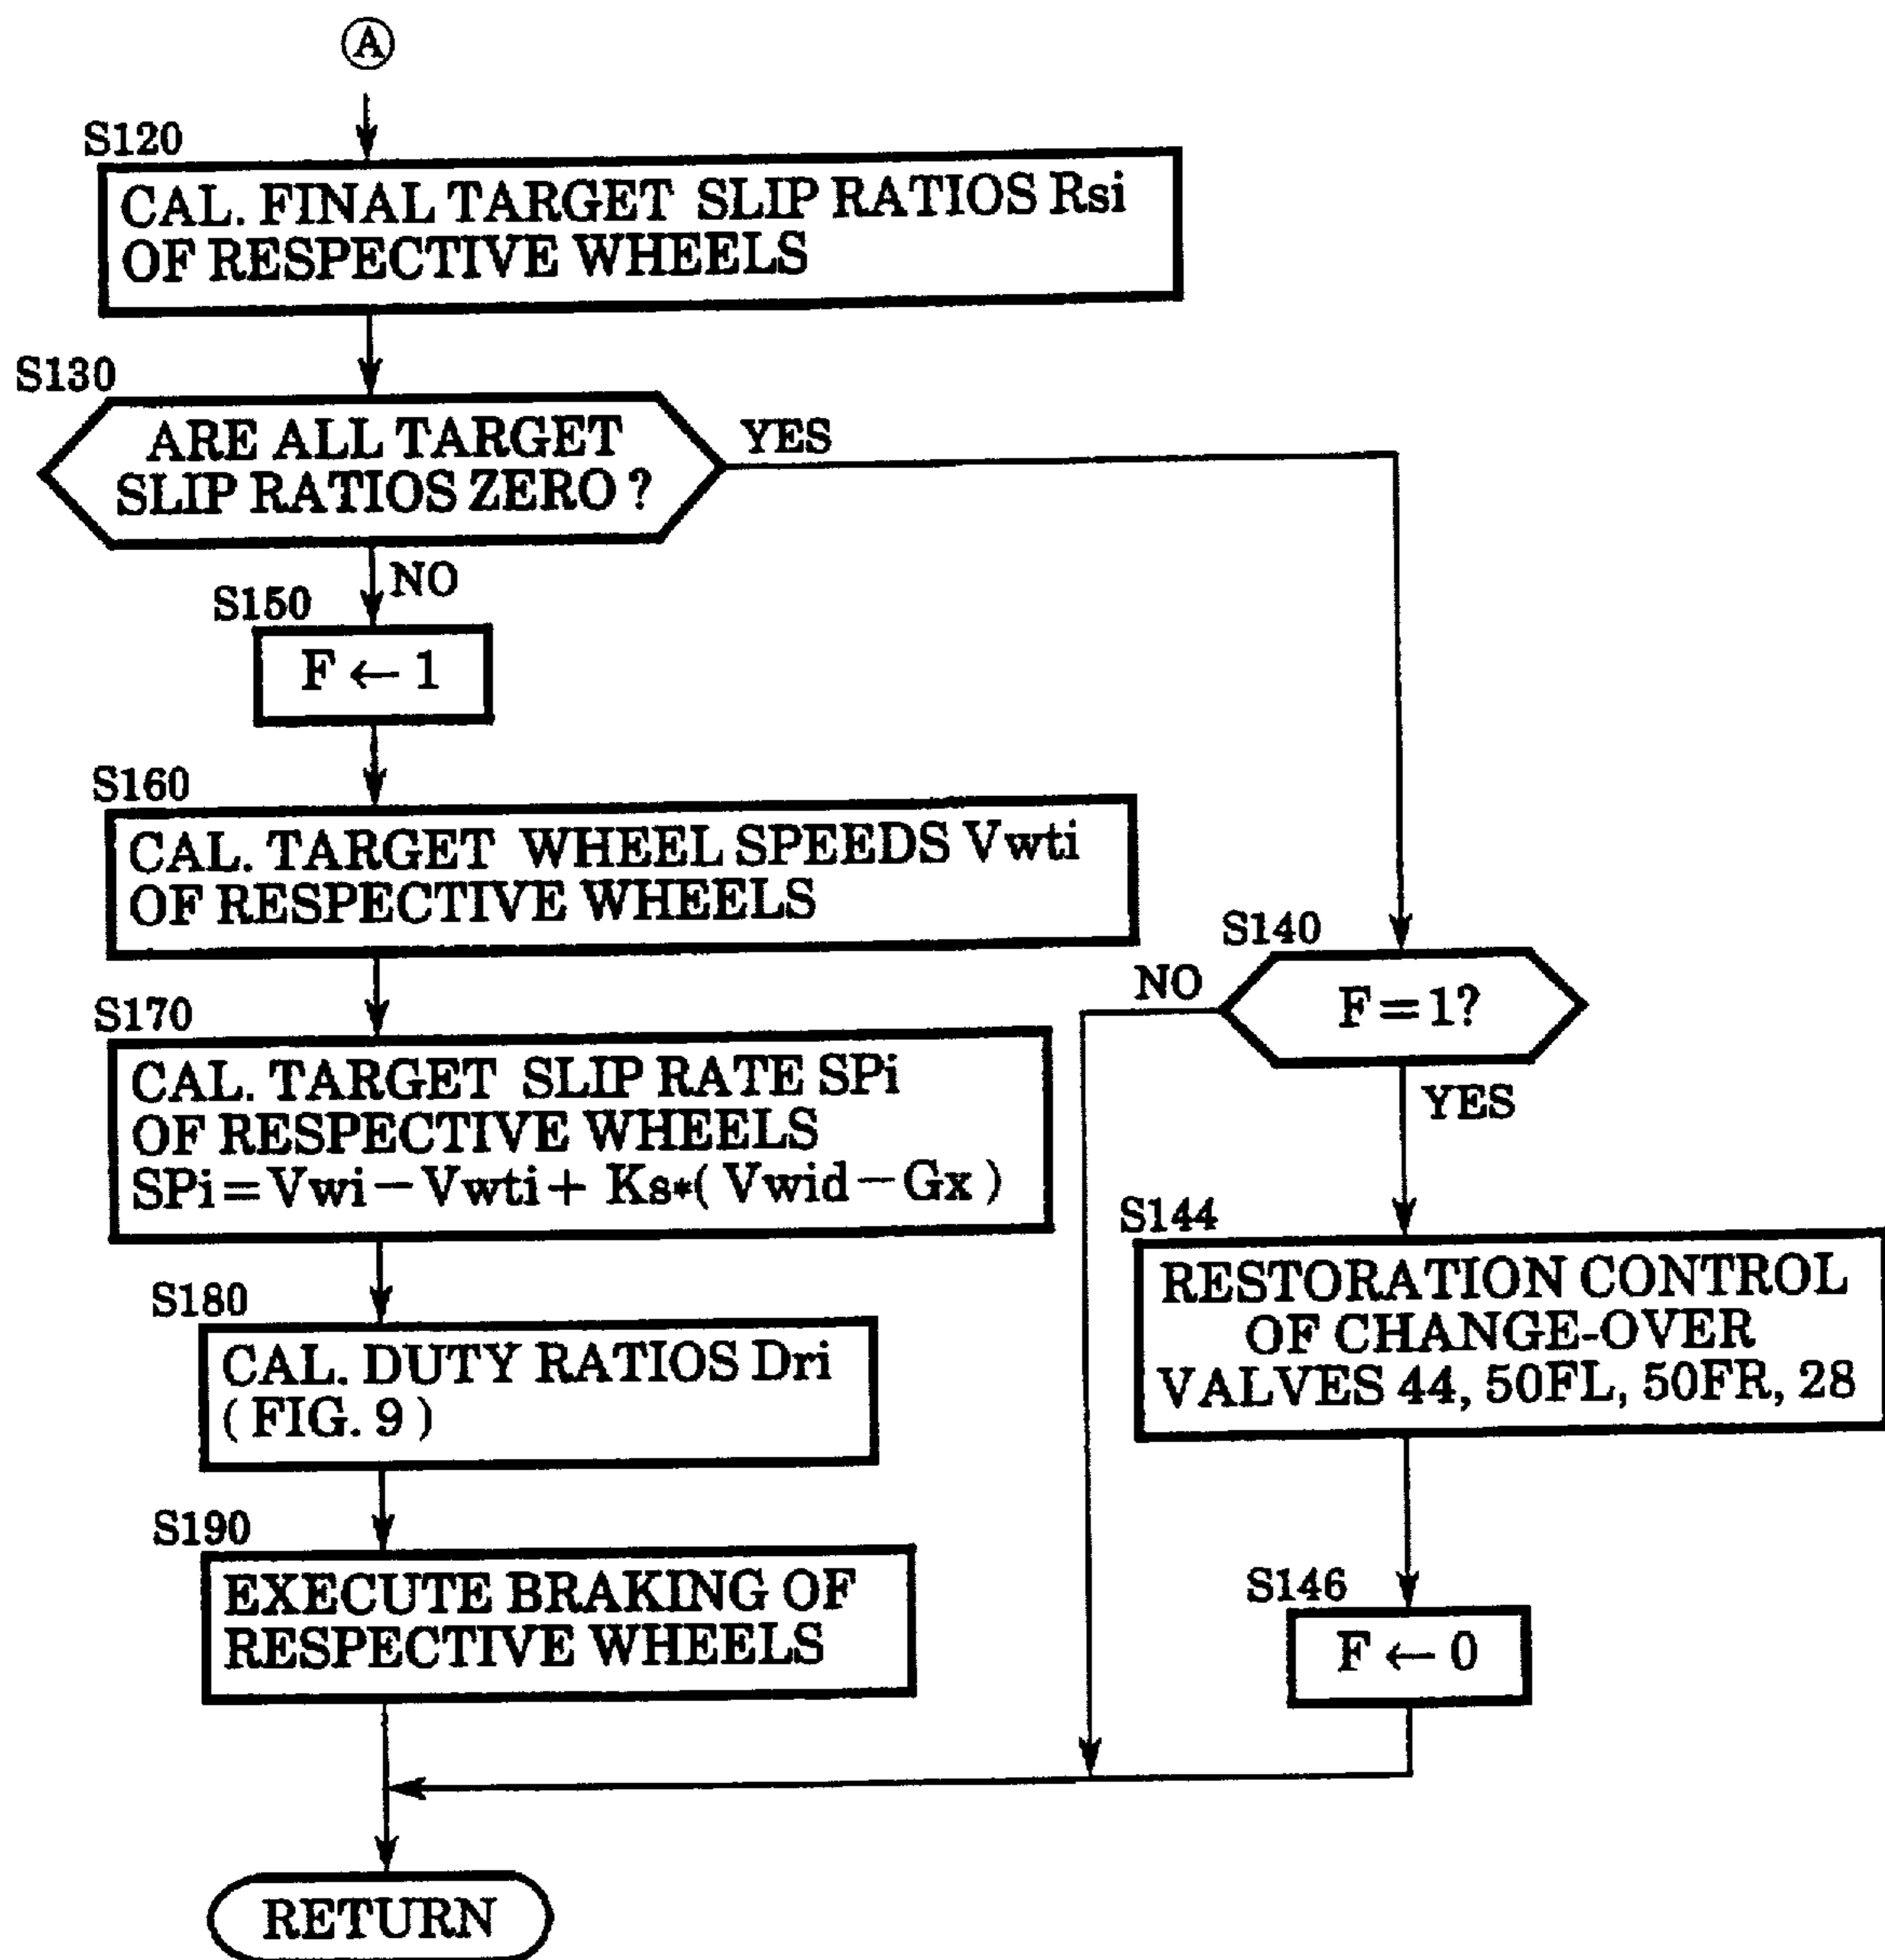 A
S120
CAL. FINAL TARGET SLIP RATIOS Rsi
OF RESPECTIVE WHEELS
S130
ARE ALL TARGET
SLIP RATIOS ZERO ?
YES
NO
S150
F ← 1
S160
CAL. TARGET WHEEL SPEEDS Vwti
OF RESPECTIVE WHEELS
S170
CAL. TARGET SLIP RATE SPi
OF RESPECTIVE WHEELS
SPi = Vwi − Vwti + Ks*( Vwid − Gx )
S180
CAL. DUTY RATIOS Dri
( FIG. 9 )
S190
EXECUTE BRAKING OF
RESPECTIVE WHEELS
S140
F = 1?
NO
YES
S144
RESTORATION CONTROL
OF CHANGE-OVER
VALVES 44, 50FL, 50FR, 28
S146
F ← 0
RETURN